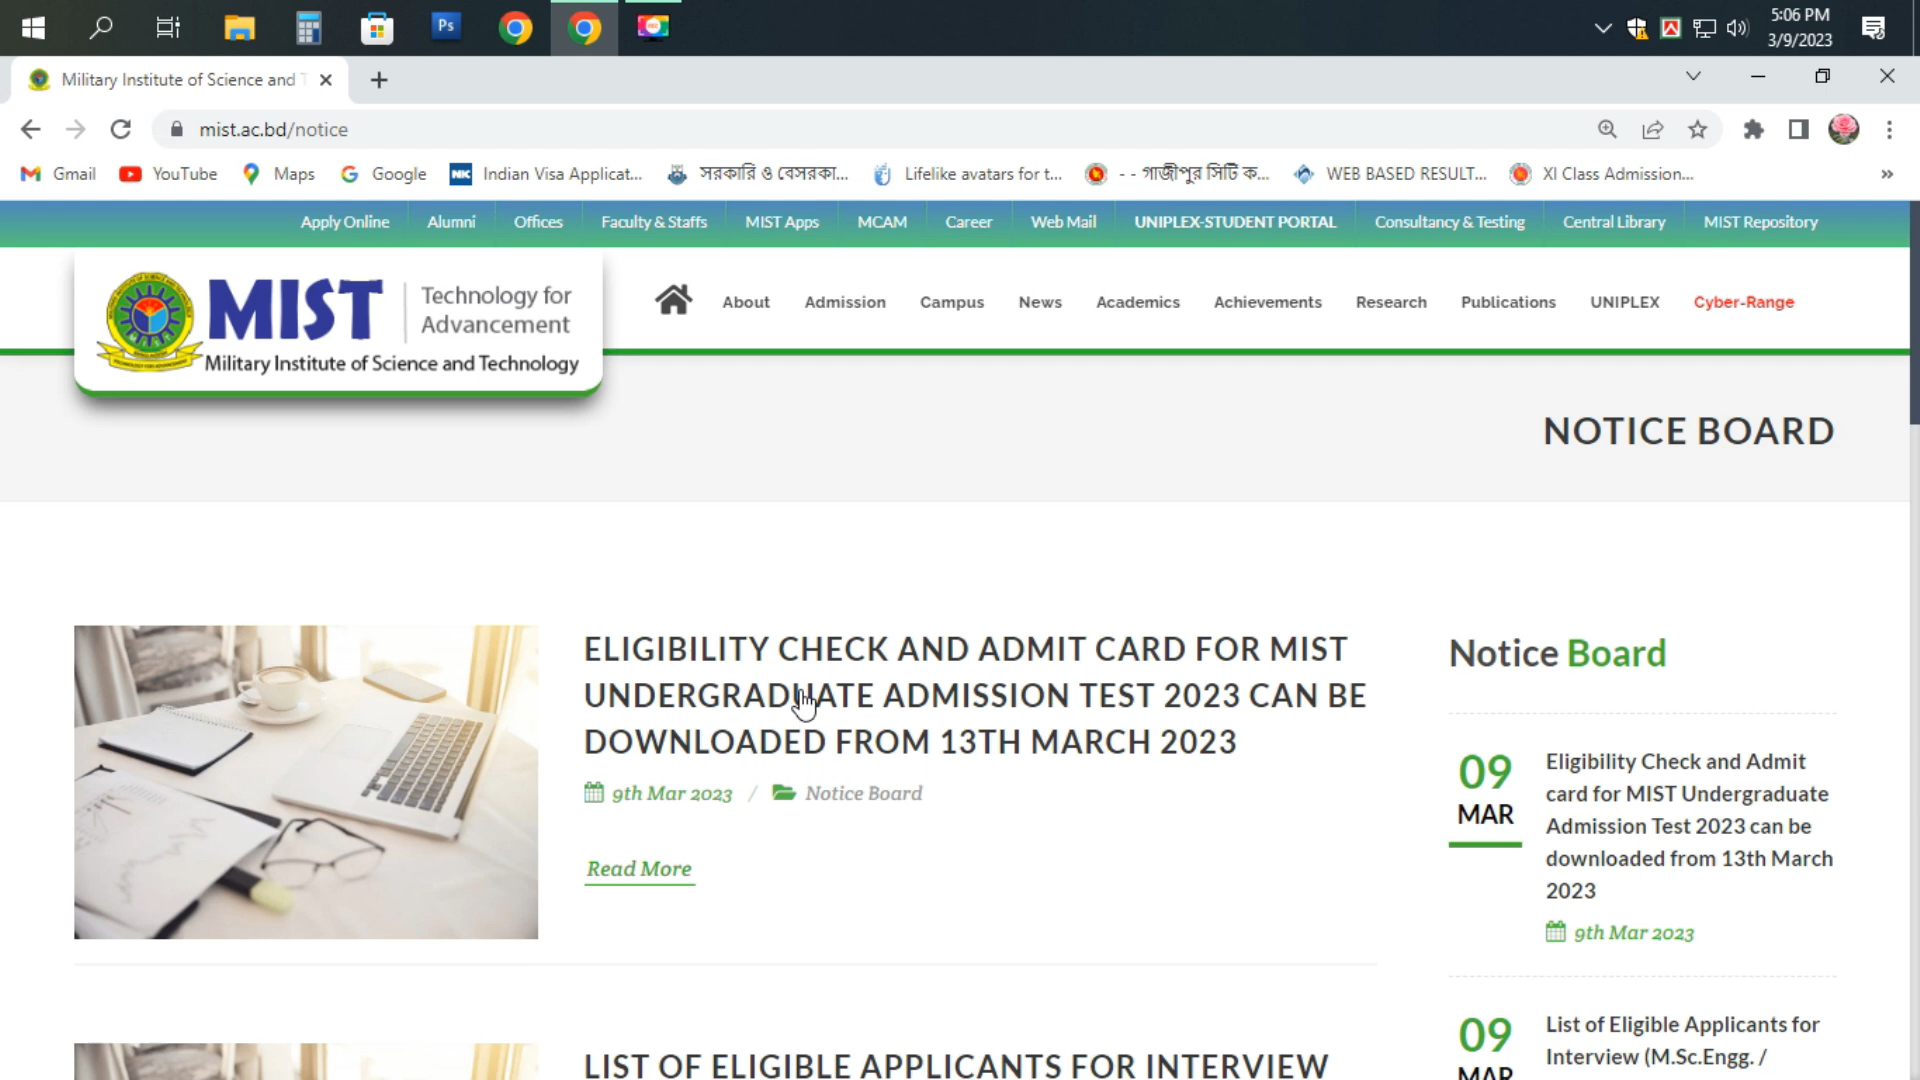 Ps
5:06 PM
3/9/2023
Military Institute of Science and T
mist.ac.bd/notice
Gmail
YouTube
Maps
Google
NK
Indian Visa Applicat...
সরকারি ও বেসরকা...
Lifelike avatars for t...
- - গাজীপুর সিটি ক...
WEB BASED RESULT...
XI Class Admission...
Apply Online
Alumni
Offices
Faculty & Staffs
MIST Apps
MCAM
Career
Web Mail
UNIPLEX-STUDENT PORTAL
Consultancy & Testing
Central Library
MIST Repository
MIST
Technology for
Advancement
Military Institute of Science and Technology
About
Admission
Campus
News
Academics
Achievements
Research
Publications
UNIPLEX
Cyber-Range
NOTICE BOARD
ELIGIBILITY CHECK AND ADMIT CARD FOR MIST
UNDERGRADUATE ADMISSION TEST 2023 CAN BE
DOWNLOADED FROM 13TH MARCH 2023
9th Mar 2023 / Notice Board
Read More
LIST OF ELIGIBLE APPLICANTS FOR INTERVIEW
Notice Board
09
MAR
Eligibility Check and Admit
card for MIST Undergraduate
Admission Test 2023 can be
downloaded from 13th March
2023
9th Mar 2023
09
MAR
List of Eligible Applicants for
Interview (M.Sc.Engg. /